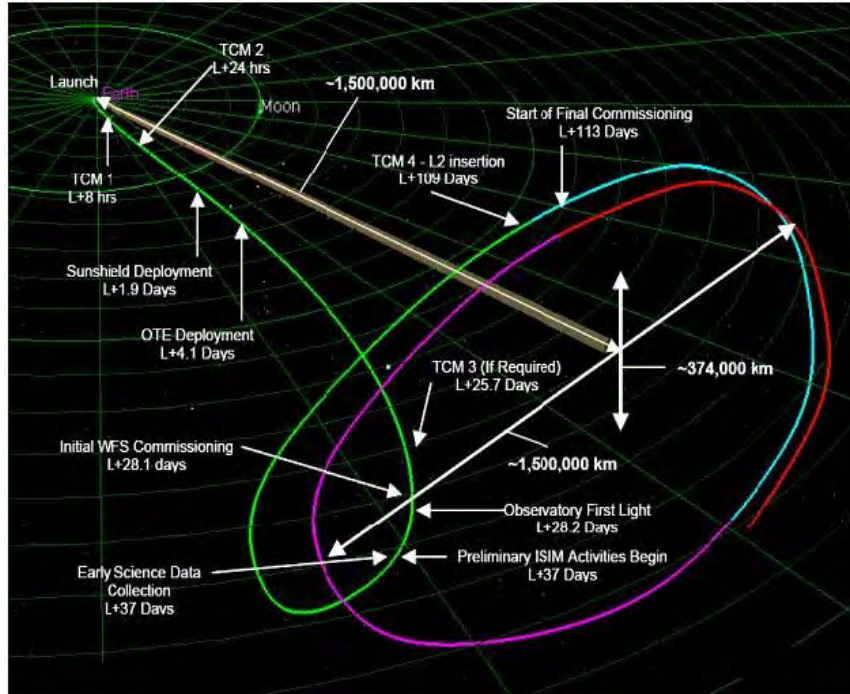 TCM 2
L+24 hrs
Launch
Earth
Moon
~1,500,000 km
Start of Final Commissioning
L+113 Days
TCM 4 - L2 insertion
L+109 Days
TCM 1
L+8 hrs
Sunshield Deployment
L+1.9 Days
OTE Deployment
L+4.1 Days
TCM 3 (If Required)
L+25.7 Days
~374,000 km
Initial WFS Commissioning
L+28.1 days
~1,500,000 km
Observatory First Light
L+28.2 Days
Preliminary ISIM Activities Begin
L+37 Days
Early Science Data
Collection
L+37 Days